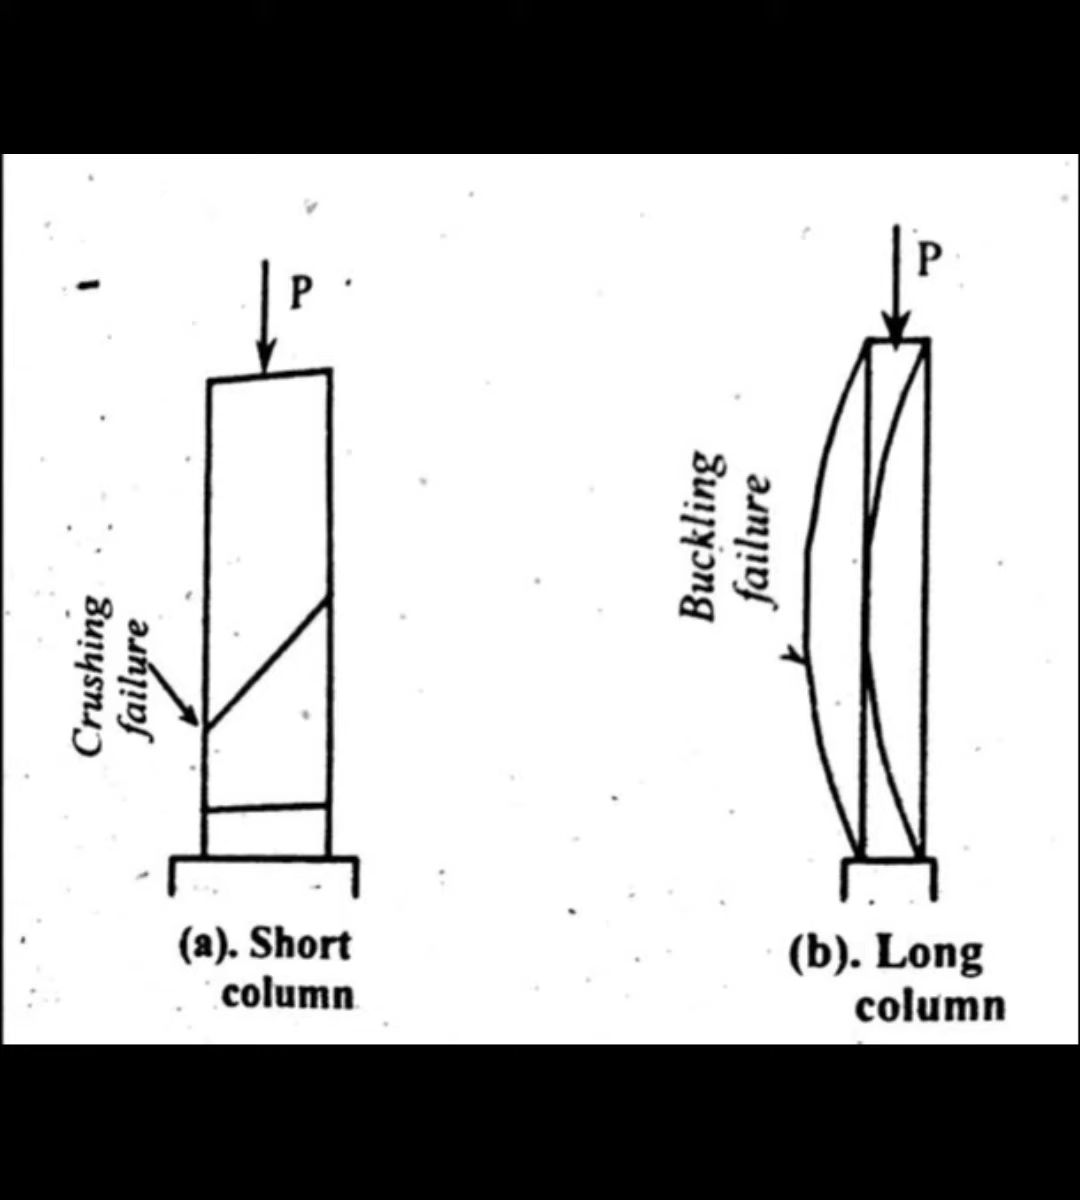 P
Crushing
failure
(a). Short
column
P
Buckling
failure
(b). Long
column